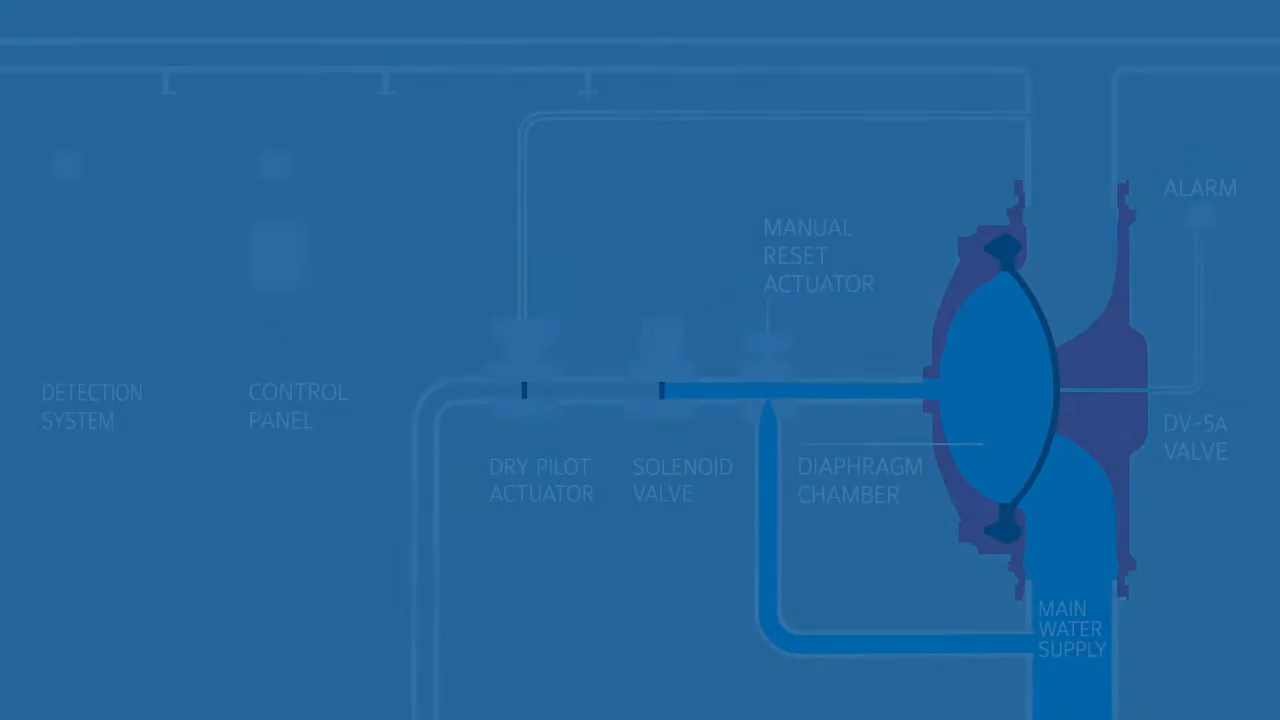 ALARM
MANUAL
RESET
ACTUATOR
DETECTION
SYSTEM
CONTROL
PANEL
DV-5A
VALVE
DRY PILOT
ACTUATOR
SOLENOID
VALVE
DIAPHRAGM
CHAMBER
MAIN
WATER
SUPPLY